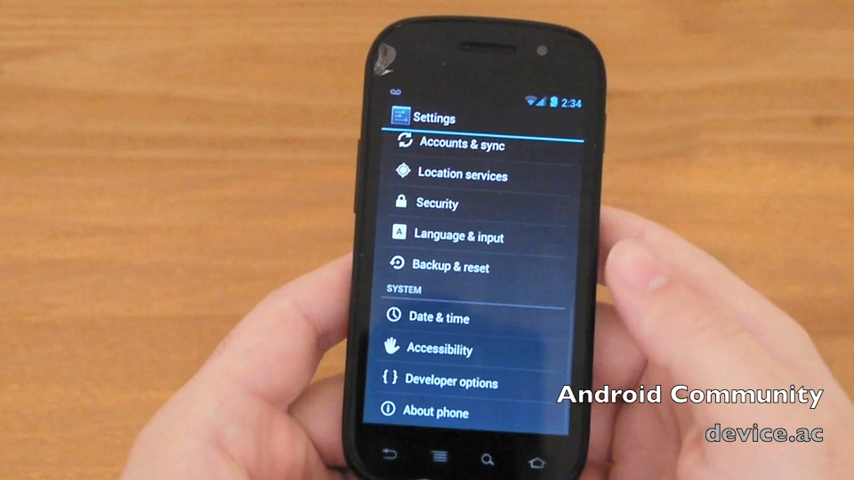 2:34
Settings
Accounts & sync
Location services
Security
A
Language & input
Backup & reset
SYSTEM
Date & time
Accessibility
{ } Developer options
About phone
Android Community
device.ac